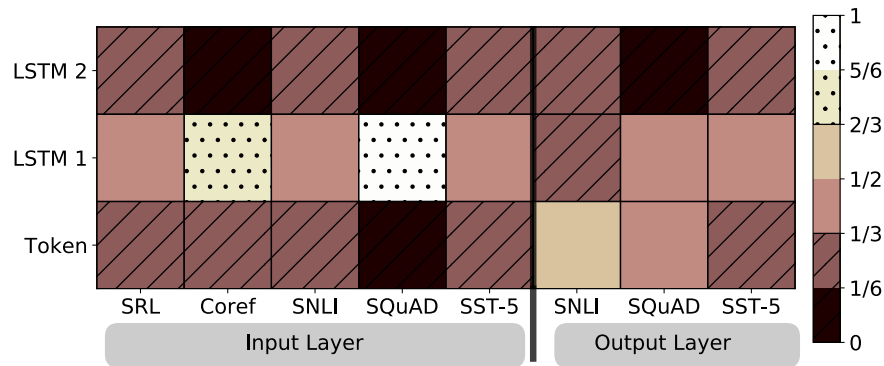 LSTM 2
LSTM 1
Token
SRL Coref SNLI SQuAD SST-5 SNLI SQuAD SST-5
Input Layer Output Layer
1
5/6
2/3
1/2
1/3
1/6
0